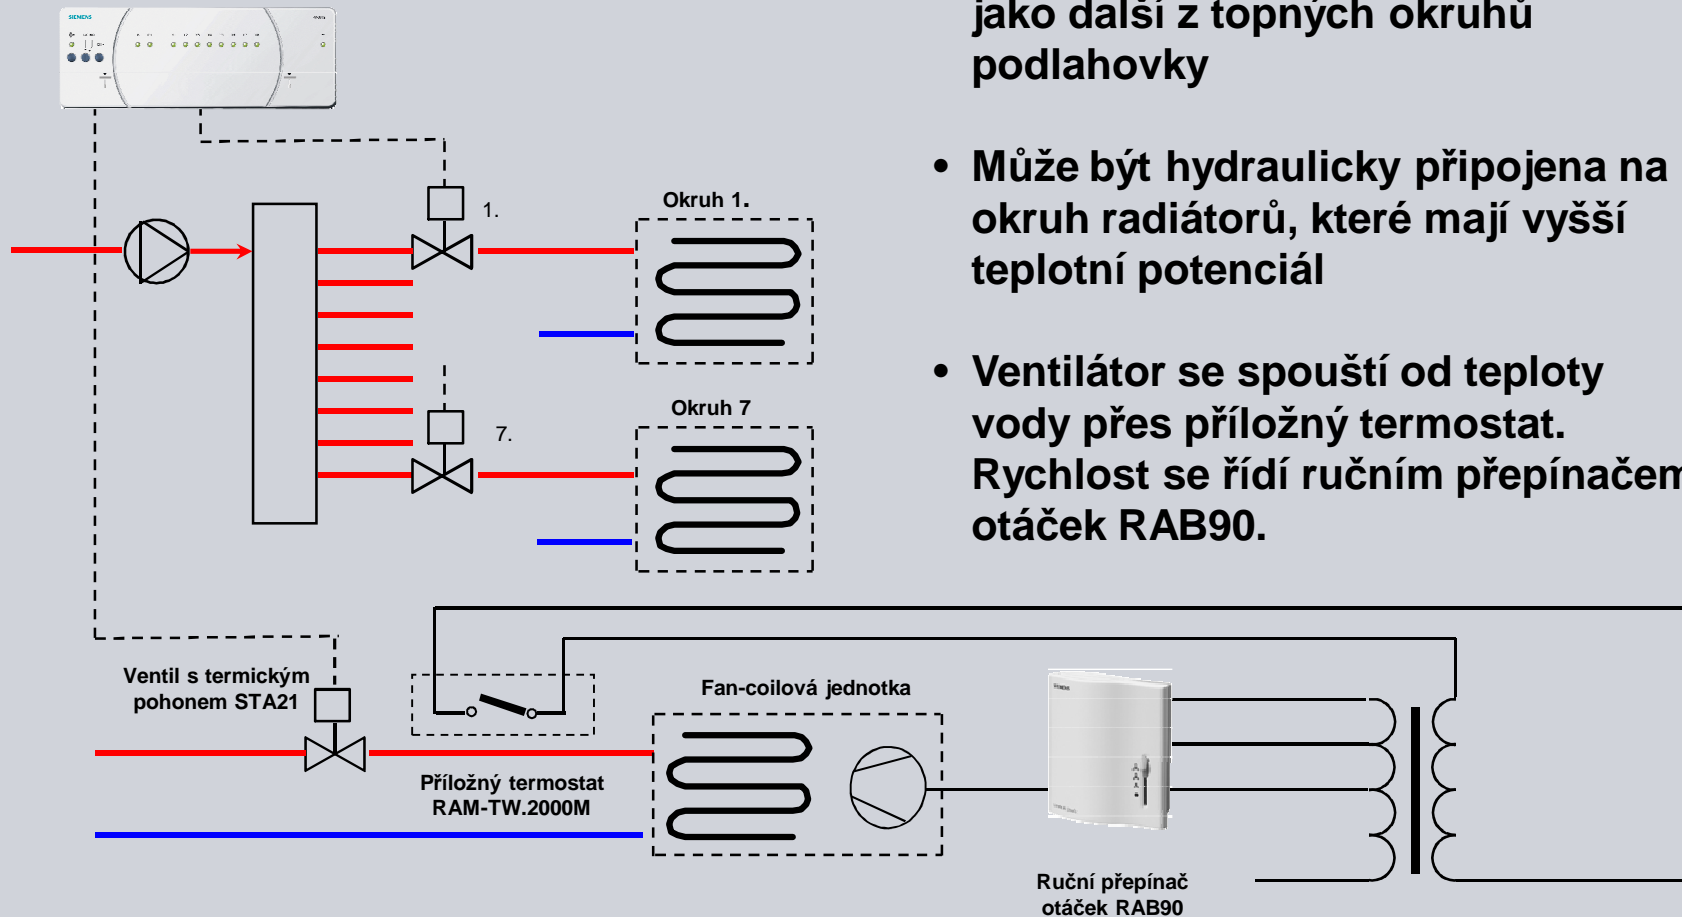 SIEMENS
jako další z topných okruhů
podlahovky
• Může být hydraulicky připojena na
okruh radiátorů, které mají vyšší
teplotní potenciál
• Ventilátor se spouští od teploty
vody přes příložný termostat.
Rychlost se řídí ručním přepínačem
otáček RAB90.
1.
Okruh 1.
7.
Okruh 7
Ventil s termickým
pohonem STA21
Příložný termostat
RAM-TW.2000M
Fan-coilová jednotka
SIEMENS
Ruční přepínač
otáček RAB90